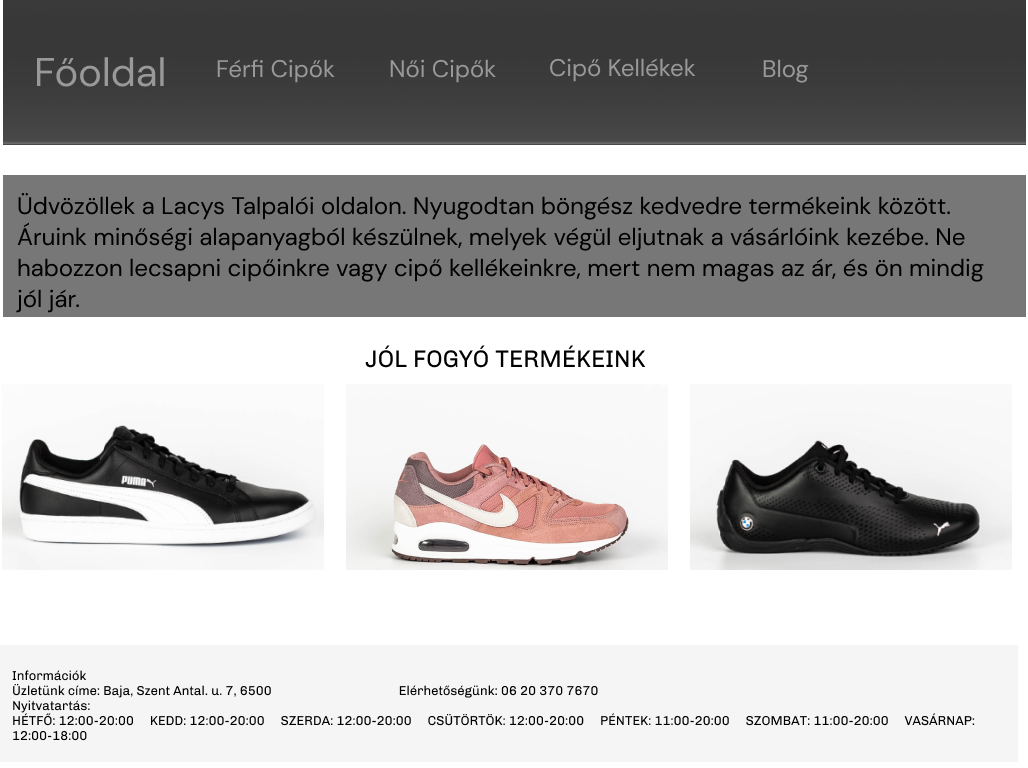 Főoldal Férfi Cipők Női Cipők Cipő Kellékek Blog
Üdvözöllek a Lacys Talpalói oldalon. Nyugodtan böngész kedvedre termékeink között.
Áruink minőségi alapanyagból készülnek, melyek végül eljutnak a vásárlóink kezébe. Ne
habozzon lecsapni cipőinkre vagy cipő kellékeinkre, mert nem magas az ár, és ön mindig
jól jár.
JÓL FOGYÓ TERMÉKEINK
PUMA
BMW
Információk
Üzletünk címe: Baja, Szent Antal. u. 7, 6500 Elérhetőségünk: 06 20 370 7670
Nyitvatartás:
HÉTFŐ: 12:00-20:00 KEDD: 12:00-20:00 SZERDA: 12:00-20:00 CSÜTÖRTÖK: 12:00-20:00 PÉNTEK: 11:00-20:00 SZOMBAT: 11:00-20:00 VASÁRNAP:
12:00-18:00